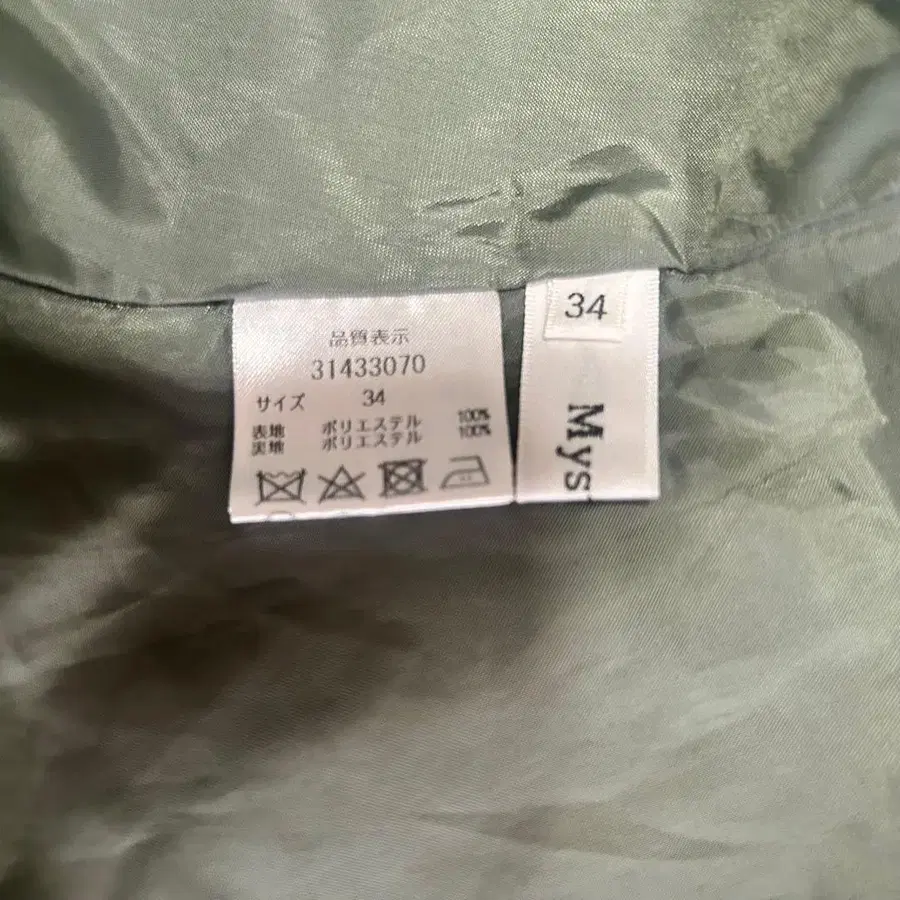 品質表示
31433070
サイズ 34
表地 ポリエステル 100%
裏地 ポリエステル 100%
34
Mys